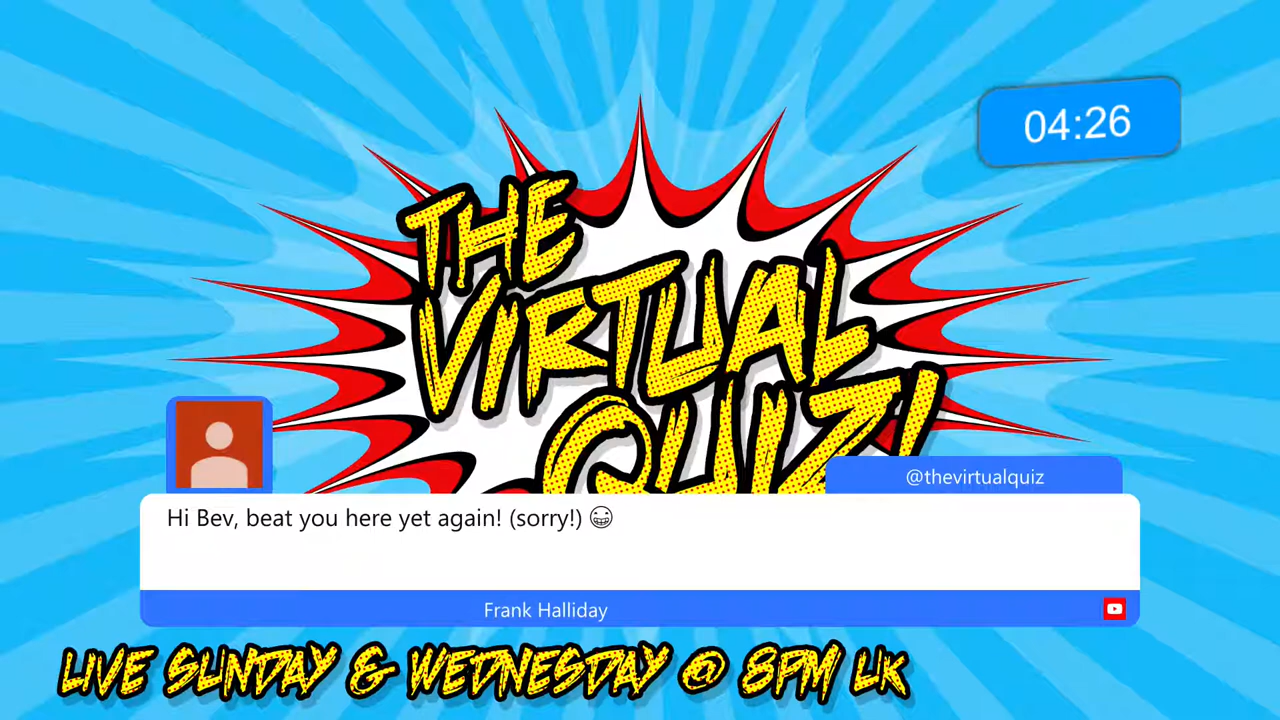 04:26
THE
VIRTUAL
QUIZ!
@thevirtualquiz
Hi Bev, beat you here yet again! (sorry!) 😁
Frank Halliday
LIVE SUNDAY & WEDNESDAY @ 8PM UK